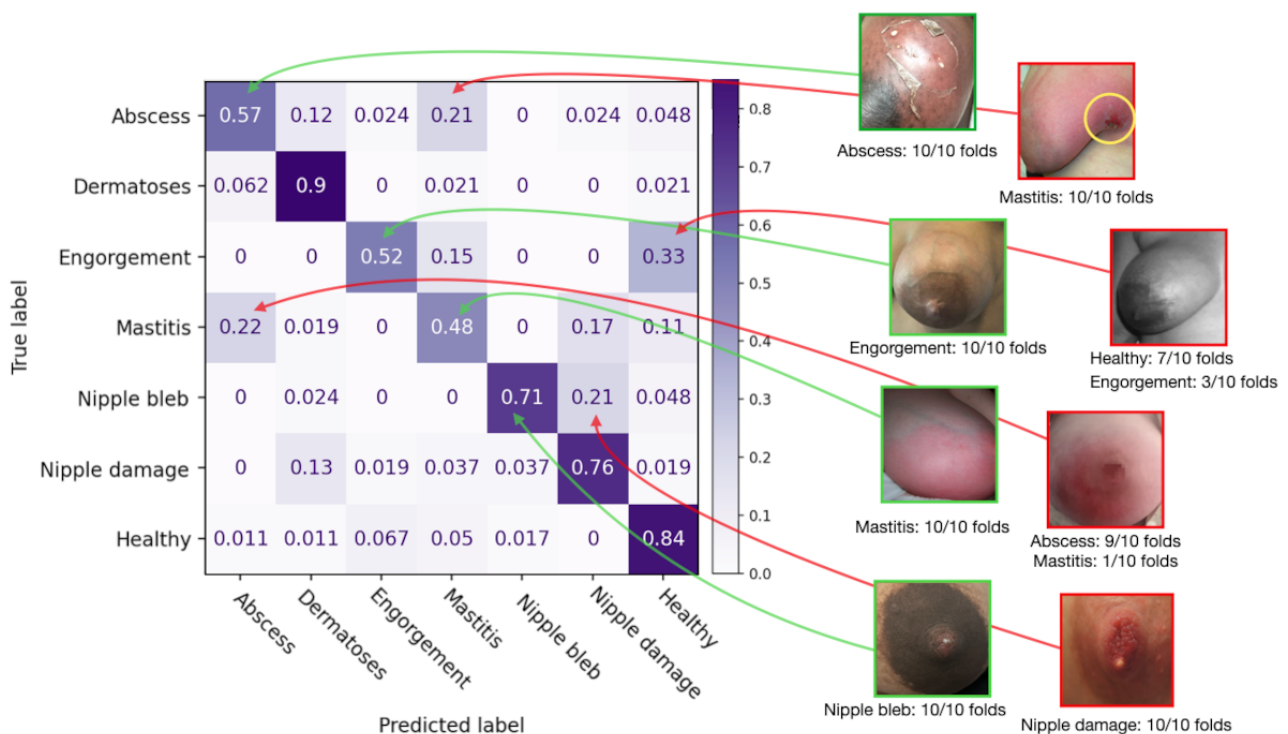 Abscess 0.57 0.12 0.024 0.21 0 0.024 0.048
Dermatoses 0.062 0.9 0 0.021 0 0 0.021
Engorgement 0 0 0.52 0.15 0 0 0.33
Mastitis 0.22 0.019 0 0.48 0 0.17 0.11
Nipple bleb 0 0.024 0 0 0.71 0.21 0.048
Nipple damage 0 0.13 0.019 0.037 0.037 0.76 0.019
Healthy 0.011 0.011 0.067 0.05 0.017 0 0.84
True label
Abscess Dermatoses Engorgement Mastitis Nipple bleb Nipple damage Healthy
Predicted label
0.8
0.7
0.6
0.5
0.4
0.3
0.2
0.1
0.0
Abscess: 10/10 folds
Mastitis: 10/10 folds
Engorgement: 10/10 folds
Healthy: 7/10 folds
Engorgement: 3/10 folds
Mastitis: 10/10 folds
Abscess: 9/10 folds
Mastitis: 1/10 folds
Nipple bleb: 10/10 folds
Nipple damage: 10/10 folds